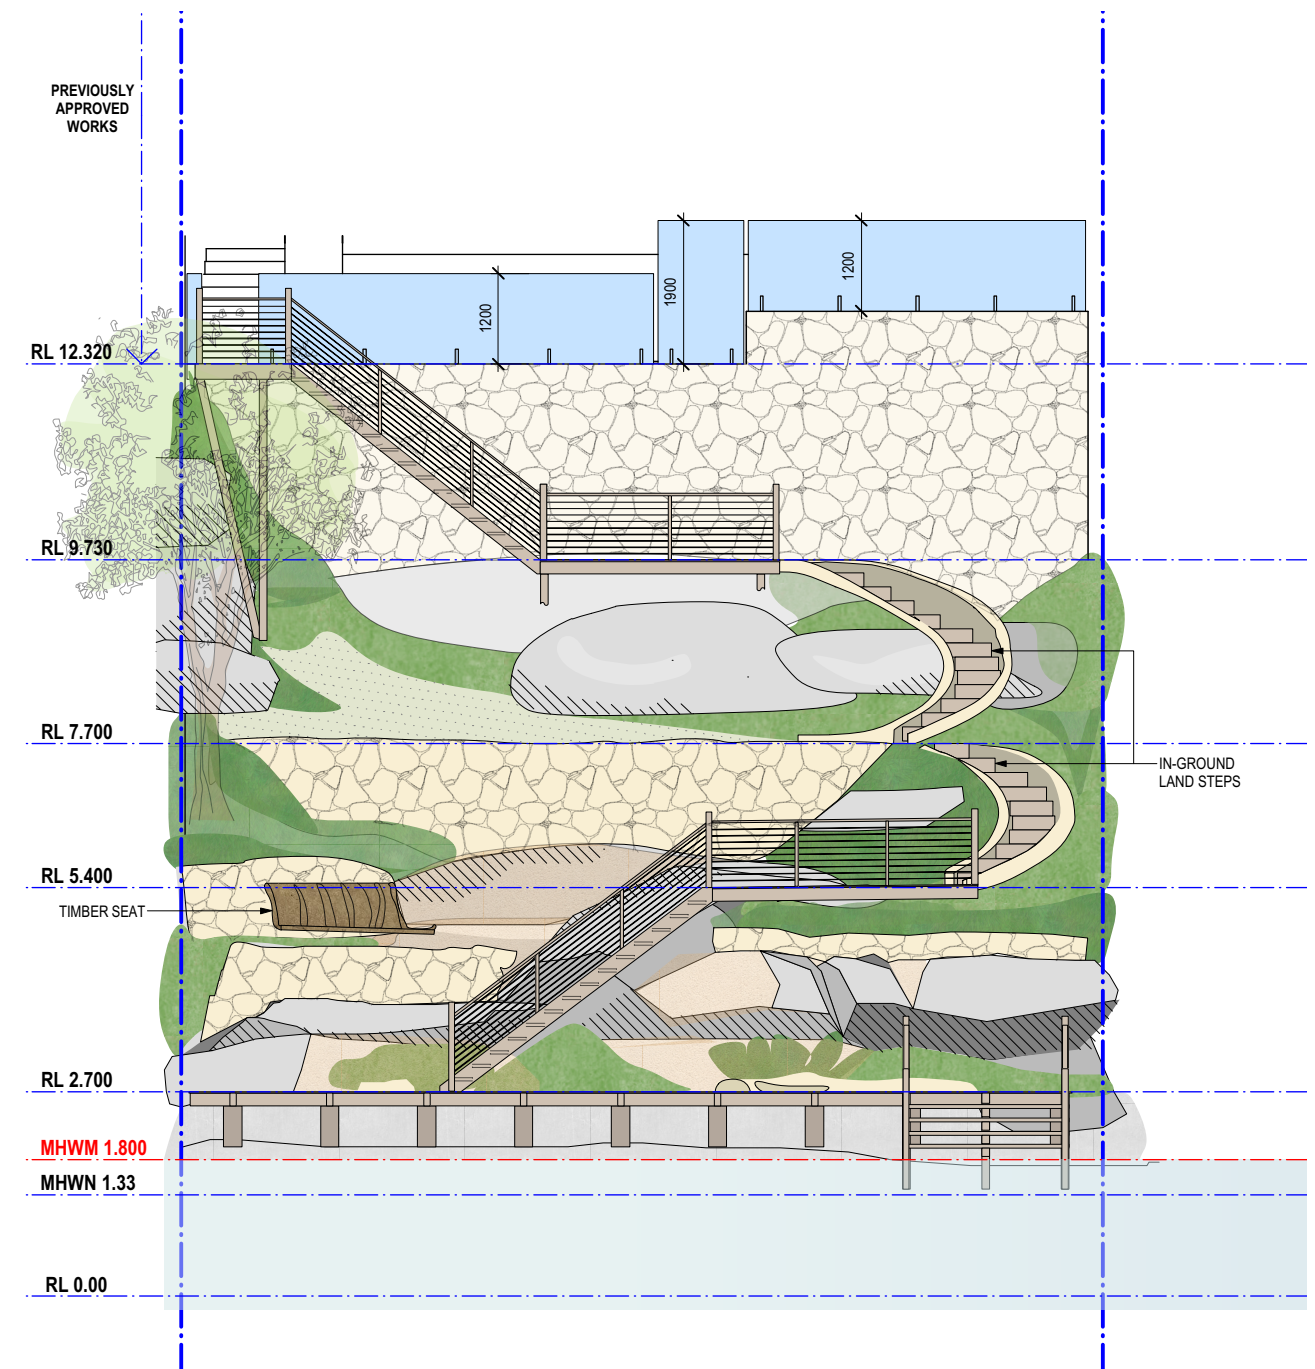 PREVIOUSLY
APPROVED
WORKS
1200
1900
1200
RL 12.320
RL 9.730
RL 7.700
IN-GROUND
LAND STEPS
RL 5.400
TIMBER SEAT
RL 2.700
MHWM 1.800
MHWN 1.33
RL 0.00